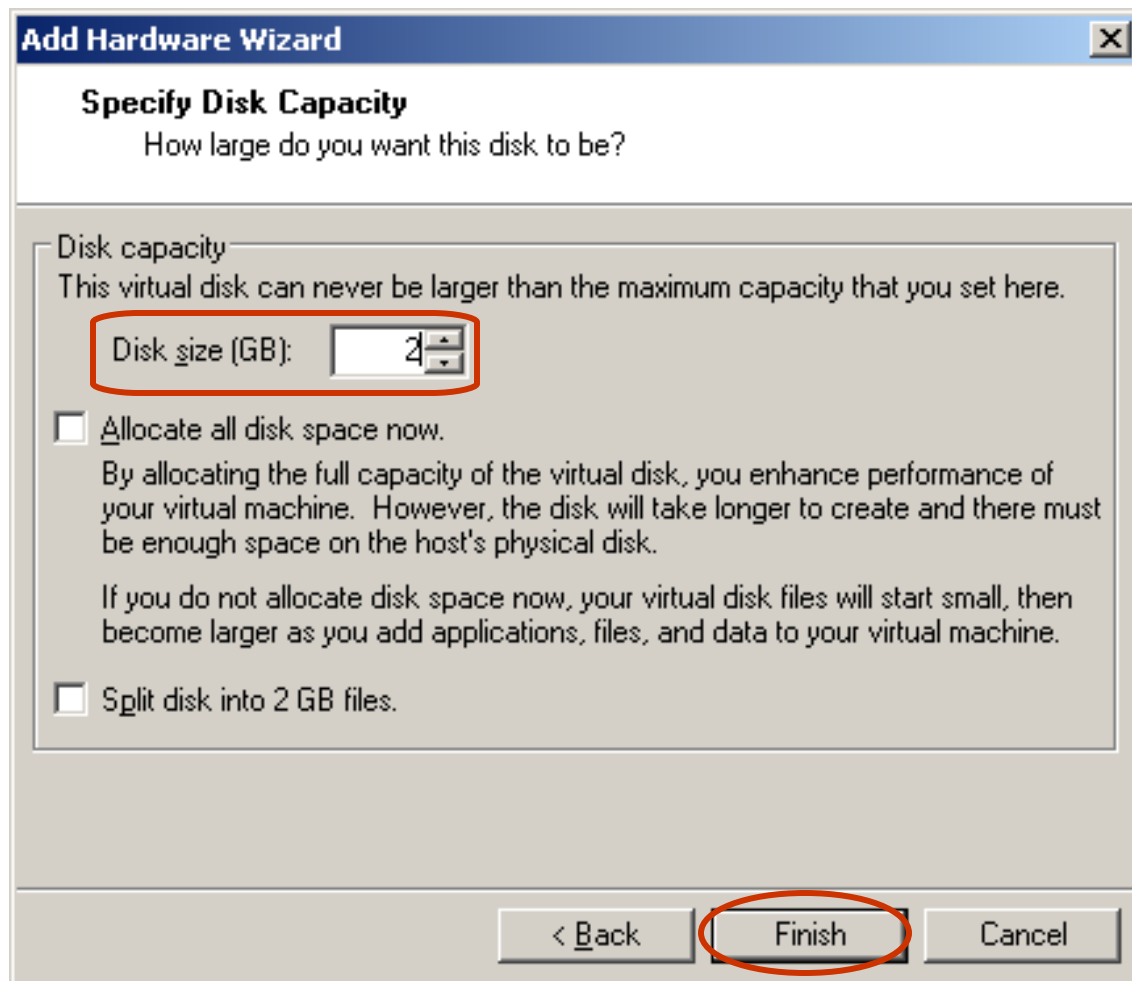 Add Hardware Wizard
Specify Disk Capacity
How large do you want this disk to be?
Disk capacity
This virtual disk can never be larger than the maximum capacity that you set here.
Disk size (GB): 2
Allocate all disk space now.
By allocating the full capacity of the virtual disk, you enhance performance of
your virtual machine. However, the disk will take longer to create and there must
be enough space on the host's physical disk.
If you do not allocate disk space now, your virtual disk files will start small, then
become larger as you add applications, files, and data to your virtual machine.
Split disk into 2 GB files.
< Back Finish Cancel